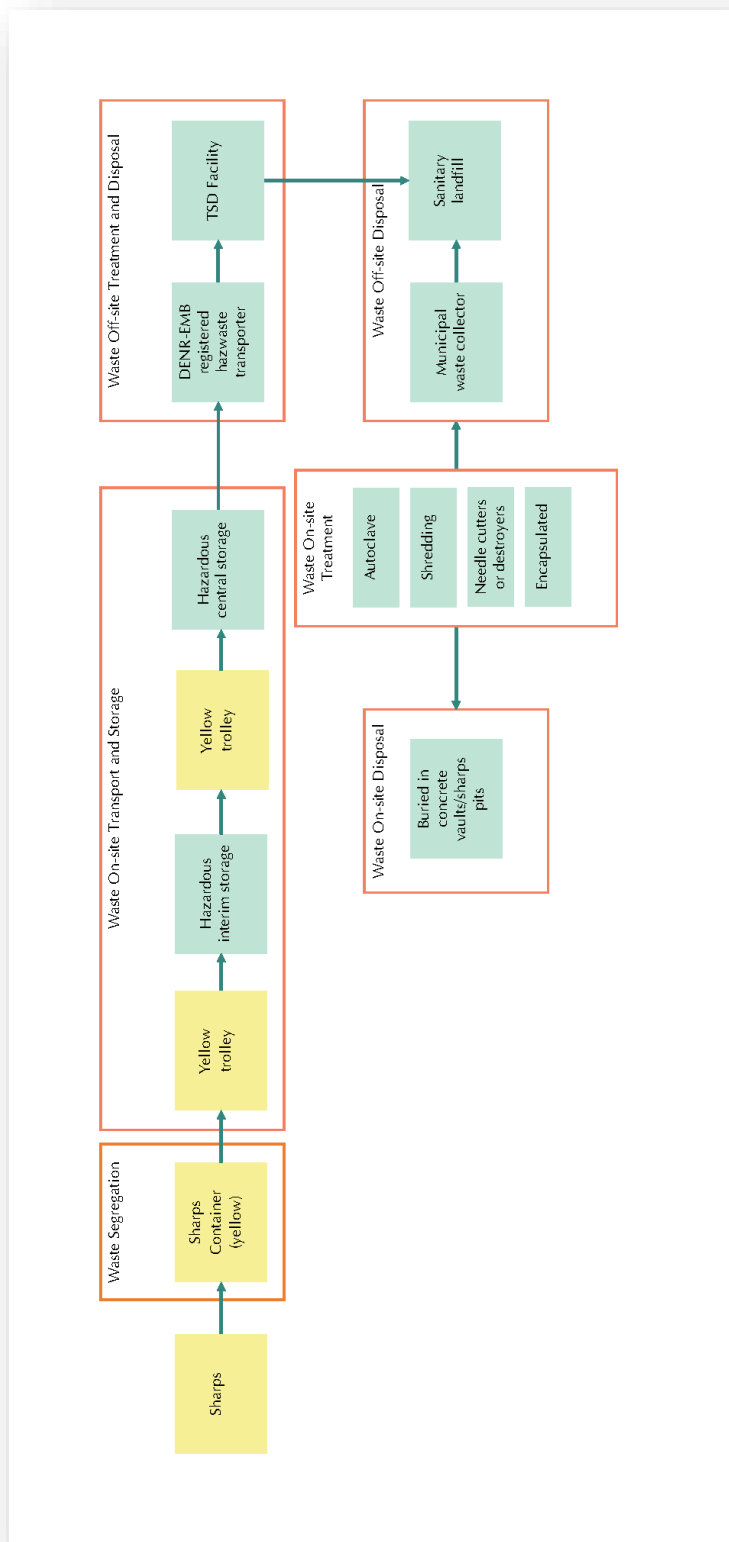 Sharps
Waste Segregation
Sharps
Container
(yellow)
Waste On-site Transport and Storage
Yellow
trolley
Hazardous
interim storage
Yellow
trolley
Hazardous
central storage
Waste Off-site Treatment and Disposal
DENR-EMB
registered
hazwaste
transporter
TSD Facility
Waste On-site Disposal
Buried in
concrete
vaults/sharps
pits
Waste On-site
Treatment
Autoclave
Shredding
Needle cutters
or destroyers
Encapsulated
Waste Off-site Disposal
Municipal
waste collector
Sanitary
landfill